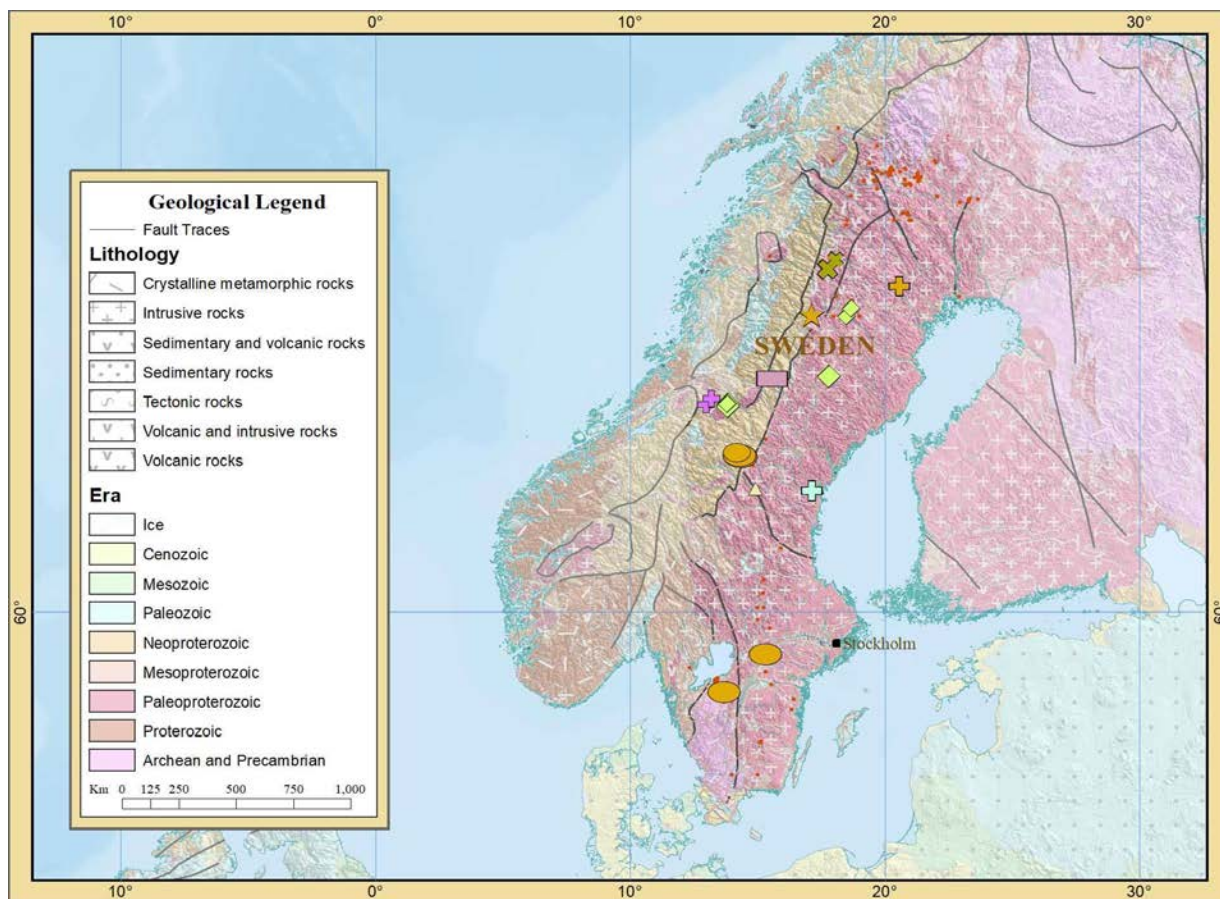 10° 0° 10° 20° 30°
Geological Legend
Fault Traces
Lithology
Crystalline metamorphic rocks
Intrusive rocks
Sedimentary and volcanic rocks
Sedimentary rocks
Tectonic rocks
Volcanic and intrusive rocks
Volcanic rocks
Era
Ice
Cenozoic
Mesozoic
Paleozoic
Neoproterozoic
Mesoproterozoic
Paleoproterozoic
Proterozoic
Archean and Precambrian
Km 0 125 250 500 750 1,000
SWEDEN
60° 60°
Stockholm
10° 0° 10° 20° 30°